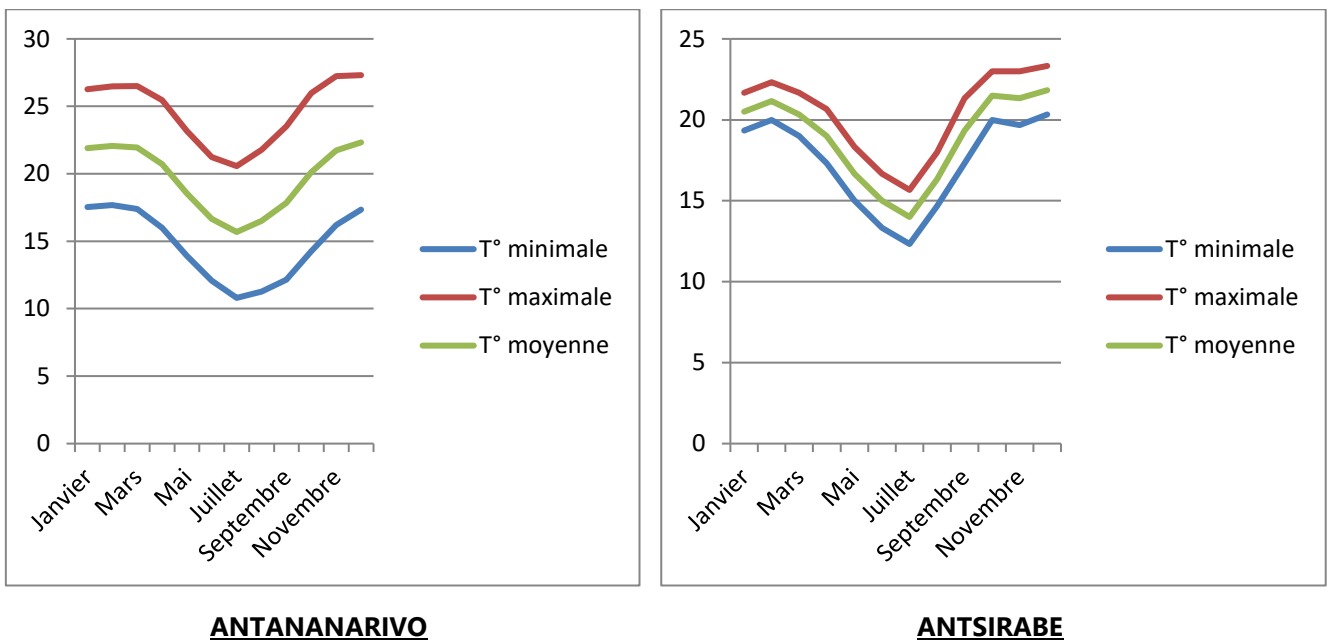 30
25
20
15
10
5
0
Janvier
Mars
Mai
Juillet
Septembre
Novembre
T° minimale
T° maximale
T° moyenne
ANTANANARIVO
25
20
15
10
5
0
Janvier
Mars
Mai
Juillet
Septembre
Novembre
T° minimale
T° maximale
T° moyenne
ANTSIRABE